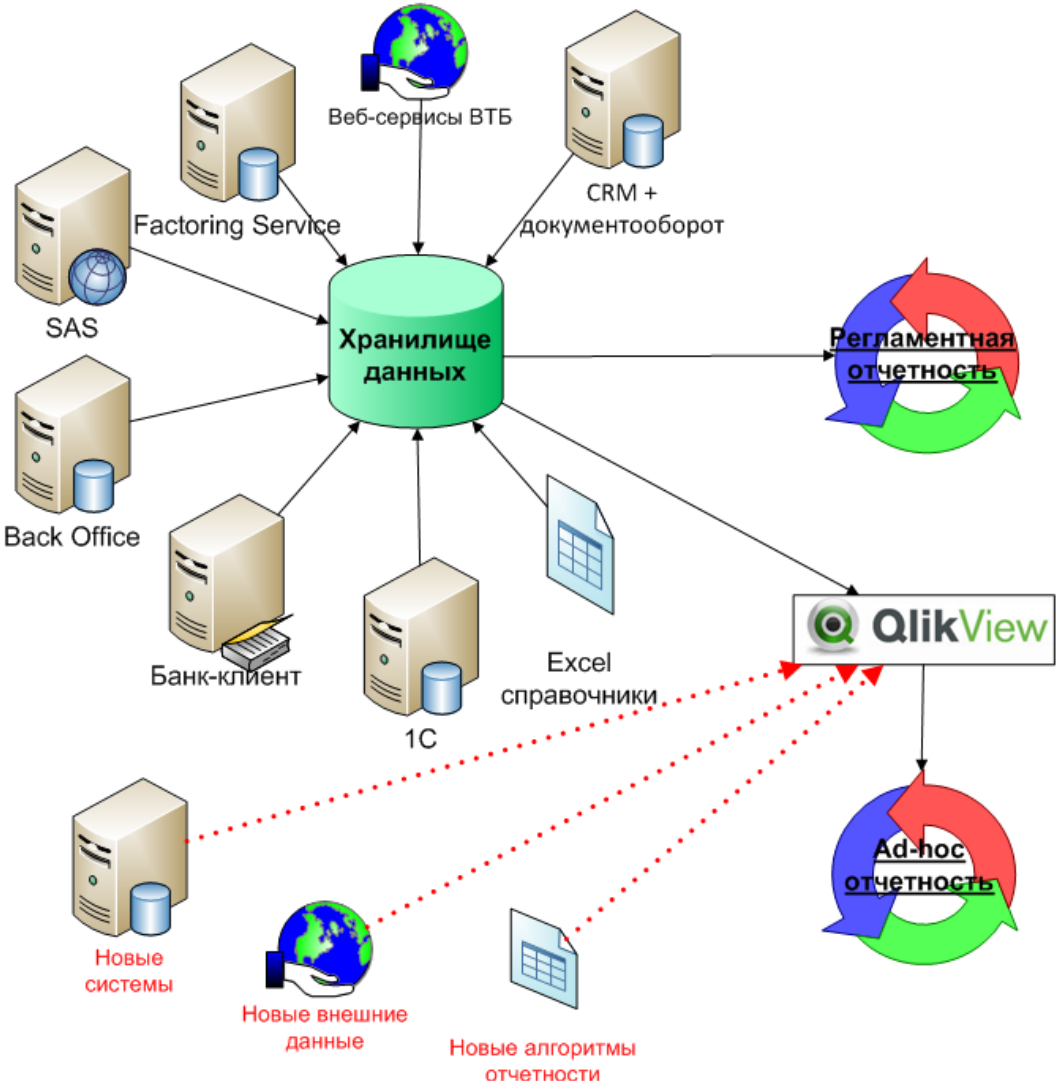 Веб-сервисы ВТБ
CRM +
документооборот
Factoring Service
SAS
Хранилище
данных
Регламентная
отчетность
Back Office
Банк-клиент
1С
Excel
справочники
QlikView
Ad-hoc
отчетность
Новые
системы
Новые внешние
данные
Новые алгоритмы
отчетности